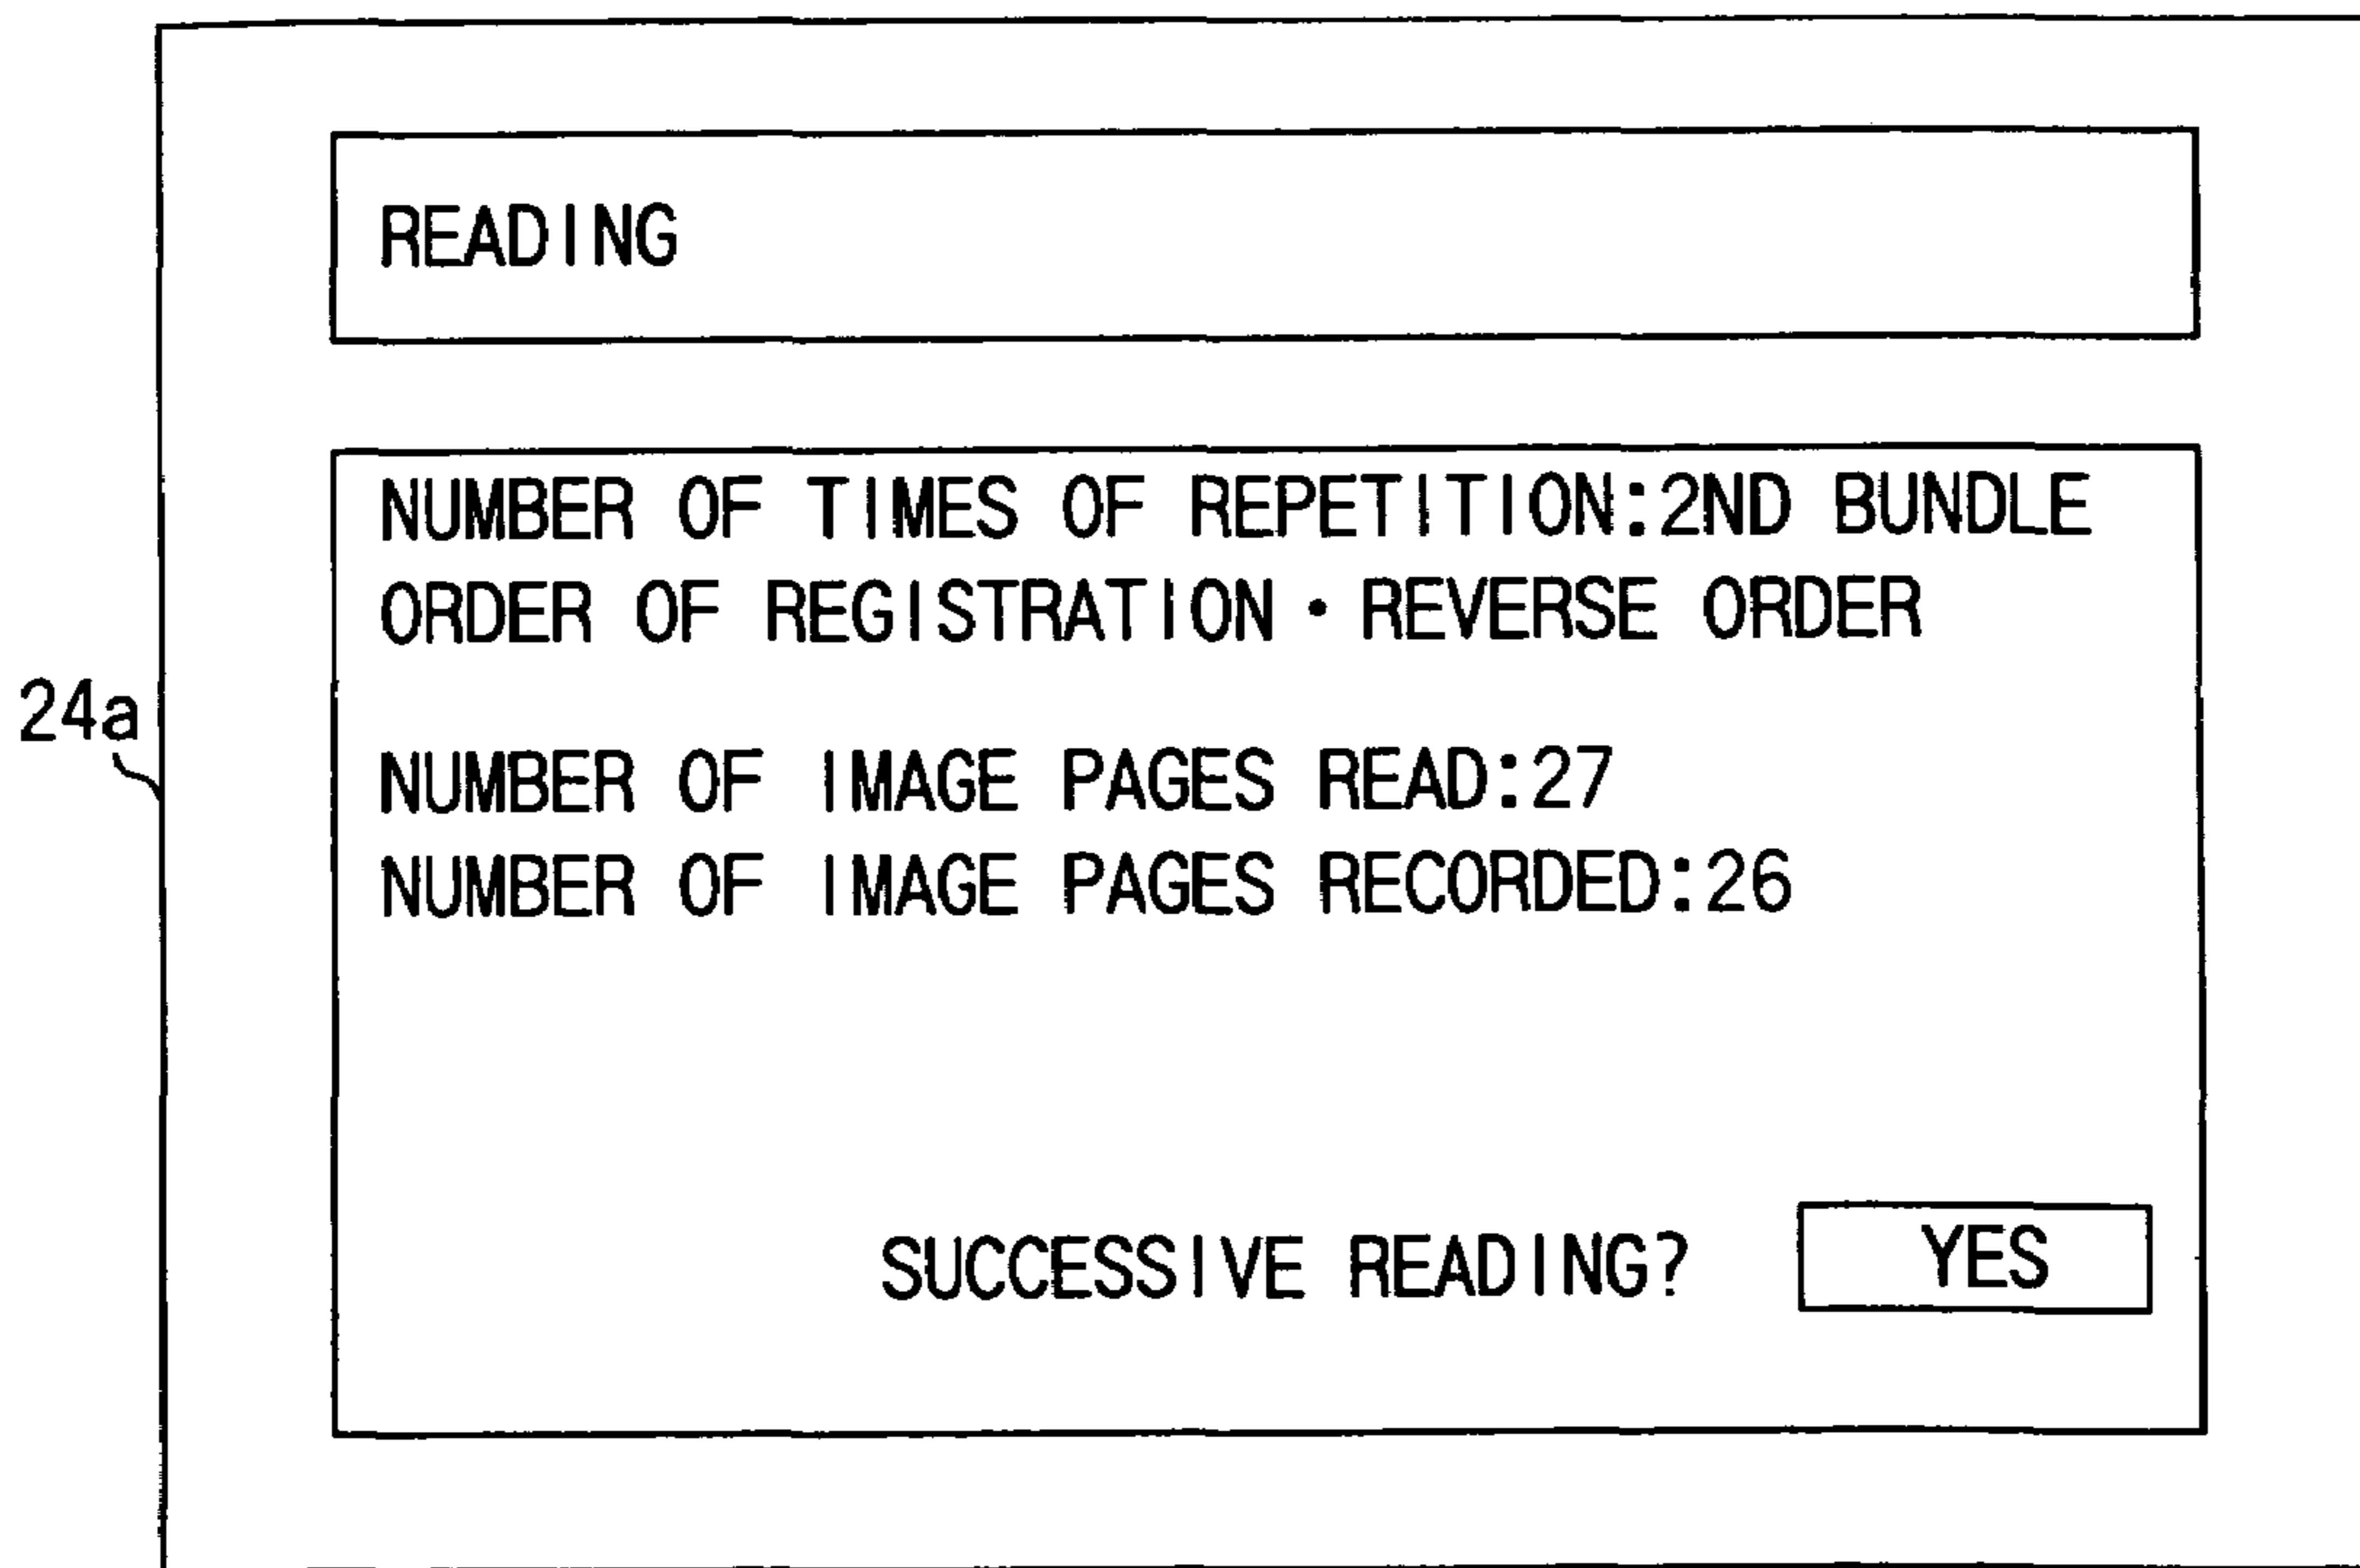 READING
NUMBER OF TIMES OF REPETITION:2ND BUNDLE
ORDER OF REGISTRATION・REVERSE ORDER
24a
NUMBER OF IMAGE PAGES READ:27
NUMBER OF IMAGE PAGES RECORDED:26
SUCCESSIVE READING? YES